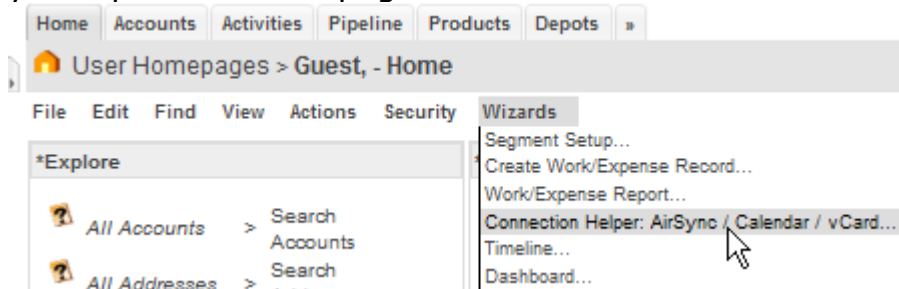 Home Accounts Activities Pipeline Products Depots »
User Homepages > Guest, - Home
File Edit Find View Actions Security Wizards
Segment Setup...
*Explore
Create Work/Expense Record...
Work/Expense Report...
All Accounts > Search Accounts
Connection Helper: AirSync / Calendar / vCard...
Timeline...
All Addresses > Search
Dashboard...